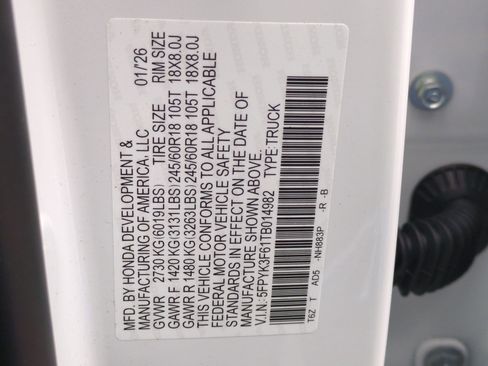 MFD. BY HONDA DEVELOPMENT &
MANUFACTURING OF AMERICA, LLC 01/'26
GVWR 2730 KG(6019LBS) TIRE SIZE RIM SIZE
GAWR F 1420 KG(3131LBS) 245/60R18 105T 18X8.0J
GAWR R 1480 KG(3263LBS) 245/60R18 105T 18X8.0J
THIS VEHICLE CONFORMS TO ALL APPLICABLE
FEDERAL MOTOR VEHICLE SAFETY
STANDARDS IN EFFECT ON THE DATE OF
MANUFACTURE SHOWN ABOVE.
V.I.N.: 5FPYK3F61TB014982 TYPE: TRUCK
T6Z T AD5 -NH883P -R -B